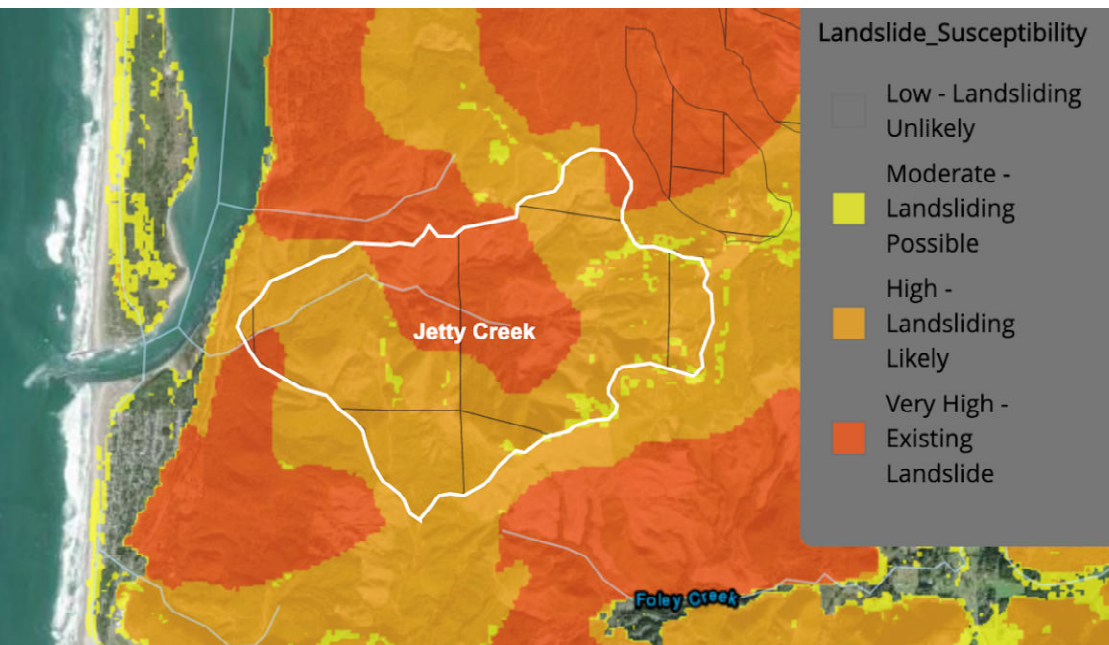 Landslide_Susceptibility
Low - Landsliding
Unlikely
Moderate -
Landsliding
Possible
High -
Landsliding
Likely
Very High -
Existing
Landslide
Jetty Creek
Foley Creek